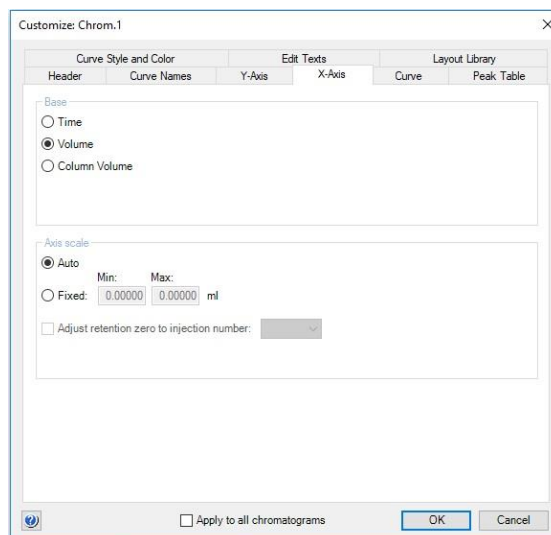 Customize: Chrom.1
Curve Style and Color Edit Texts Layout Library
Header Curve Names Y-Axis X-Axis Curve Peak Table
Base
Time
Volume
Column Volume
Axis scale
Auto
Min: Max:
Fixed: 0.00000 0.00000 ml
Adjust retention zero to injection number:
Apply to all chromatograms OK Cancel